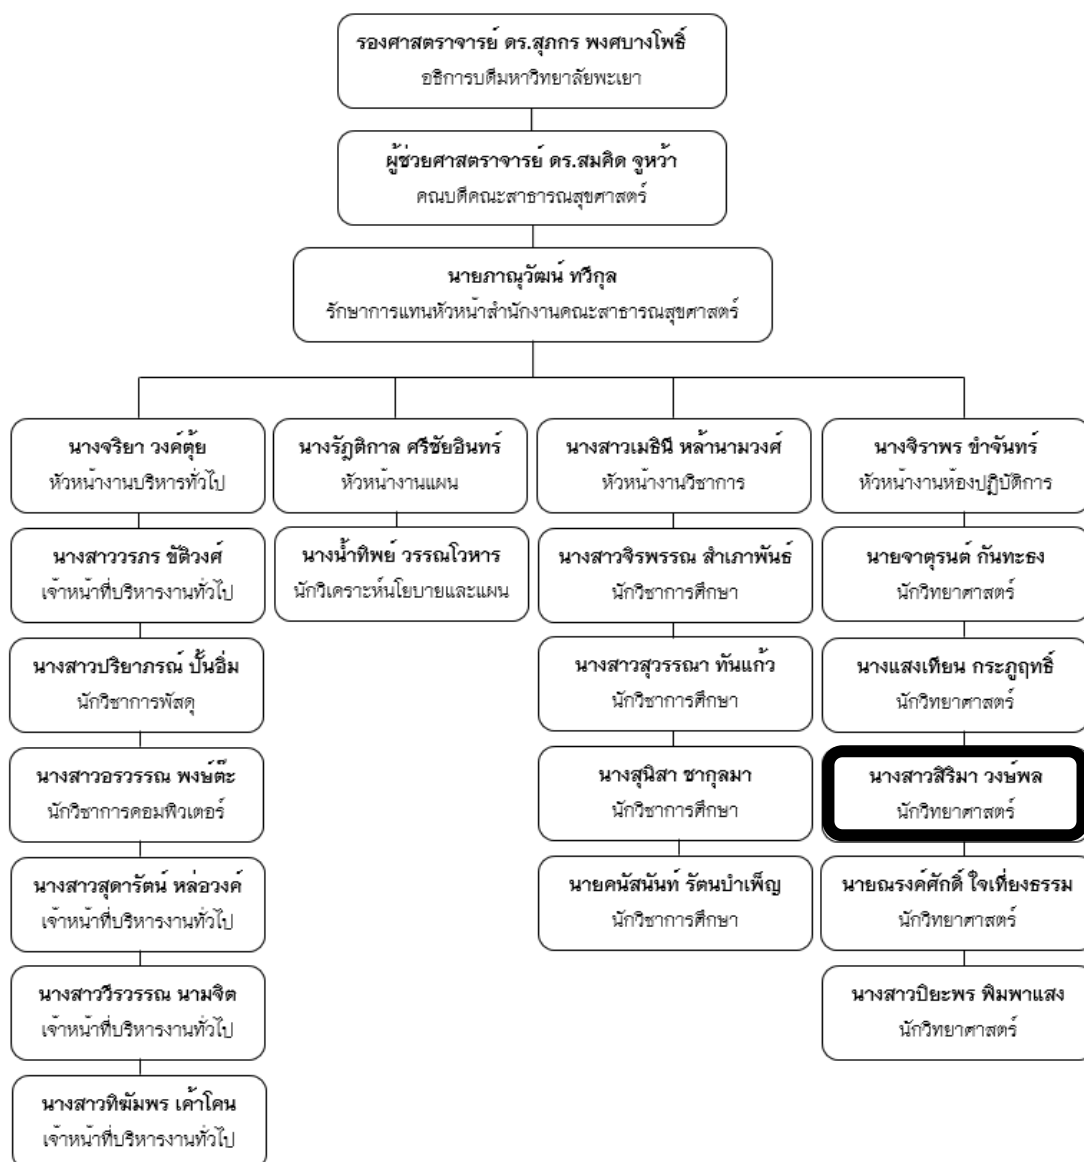 รองศาสตราจารย์ ดร.สุภกร พงศบางโพธิ์
อธิการบดีมหาวิทยาลัยพะเยา
ผู้ช่วยศาสตราจารย์ ดร.สมคิด จูหว้า
คณบดีคณะสาธารณสุขศาสตร์
นายภาณุวัฒน์ ทวีกุล
รักษาการแทนหัวหน้าสำนักงานคณะสาธารณสุขศาสตร์
นางจริยา วงค์ตุ้ย
หัวหน้างานบริหารทั่วไป
นางสาววรภร ขัติวงศ์
เจ้าหน้าที่บริหารงานทั่วไป
นางสาวปริยาภรณ์ ปั้นอิ่ม
นักวิชาการพัสดุ
นางสาวอรวรรณ พงษ์ต๊ะ
นักวิชาการคอมพิวเตอร์
นางสาวสุดารัตน์ หล่อวงค์
เจ้าหน้าที่บริหารงานทั่วไป
นางสาววีรวรรณ นามจิต
เจ้าหน้าที่บริหารงานทั่วไป
นางสาวทิฆัมพร เค้าโคน
เจ้าหน้าที่บริหารงานทั่วไป
นางรัฎติกาล ศรีชัยอินทร์
หัวหน้างานแผน
นางน้ำทิพย์ วรรณโวหาร
นักวิเคราะห์นโยบายและแผน
นางสาวเมธินี หล้านามวงศ์
หัวหน้างานวิชาการ
นางสาวจิรพรรณ สำเภาพันธ์
นักวิชาการศึกษา
นางสาวสุวรรณา ทันแก้ว
นักวิชาการศึกษา
นางสุนิสา ชากุลมา
นักวิชาการศึกษา
นายคนัสนันท์ รัตนบำเพ็ญ
นักวิชาการศึกษา
นางจิราพร ขำจันทร์
หัวหน้างานห้องปฏิบัติการ
นายจาตุรนต์ กันทะธง
นักวิทยาศาสตร์
นางแสงเทียน กระภูฤทธิ์
นักวิทยาศาสตร์
นางสาวสิริมา วงษ์พล
นักวิทยาศาสตร์
นายณรงค์ศักดิ์ ใจเที่ยงธรรม
นักวิทยาศาสตร์
นางสาวปิยะพร พิมพาแสง
นักวิทยาศาสตร์